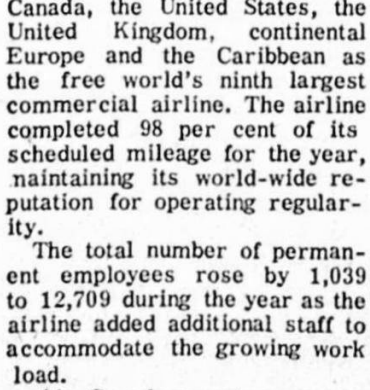 Canada, the United States, the
United Kingdom, continental
Europe and the Caribbean as
the free world's ninth largest
commercial airline. The airline
completed 98 per cent of its
scheduled mileage for the year,
naintaining its world-wide re-
putation for operating regular-
ity.
The total number of perman-
ent employees rose by 1,039
to 12,709 during the year as the
airline added additional staff to
accommodate the growing work
load.